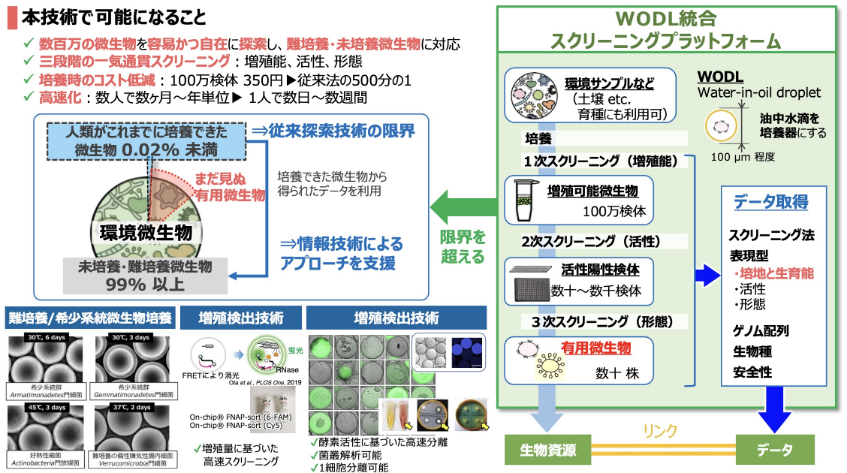 本技術で可能になること
✓ 数百万の微生物を容易かつ自在に探索し、難培養・未培養微生物に対応
✓ 三段階の一気通貫スクリーニング：増殖能、活性、形態
✓ 培養時のコスト低減：100万検体 350円▶従来法の500分の1
✓ 高速化：数人で数ヶ月～年単位▶ 1人で数日～数週間
人類がこれまでに培養できた
微生物 0.02% 未満
⇒従来探索技術の限界
まだ見ぬ
有用微生物
培養できた微生物から
得られたデータを利用
環境微生物
⇒情報技術による
アプローチを支援
未培養・難培養微生物
99% 以上
限界を
超える
WODL統合
スクリーニングプラットフォーム
環境サンプルなど
（土壌 etc.
育種にも利用可）
WODL
Water-in-oil droplet
油中水滴を
培養器にする
100 μm 程度
培養
１次スクリーニング（増殖能）
増殖可能微生物
100万検体
2次スクリーニング（活性）
活性陽性検体
数十～数千検体
３次スクリーニング（形態）
有用微生物
数十 株
データ取得
スクリーニング法
表現型
・培地と生育能
・活性
・形態
ゲノム配列
生物種
安全性
生物資源
リンク
データ
難培養/希少系統微生物培養
30℃, 6 days
希少系統群
Armatimonadetes門細菌
30℃, 3 days
希少系統群
Gemmatimonadetes門細菌
45℃, 3 days
好熱性細菌
Actinobacteria門放線菌
37℃, 2 days
難培養の偏性嫌気性腸内細菌
Verrucomicrobia門細菌
増殖検出技術
蛍光
RNase
FRETにより消光
Ota et al., PLOS One, 2019
On-chip® FNAP-sort (6-FAM)
On-chip® FNAP-sort (Cy5)
✓増殖量に基づいた
高速スクリーニング
増殖検出技術
✓酵素活性に基づいた高速分離
✓菌叢解析可能
✓1細胞分離可能